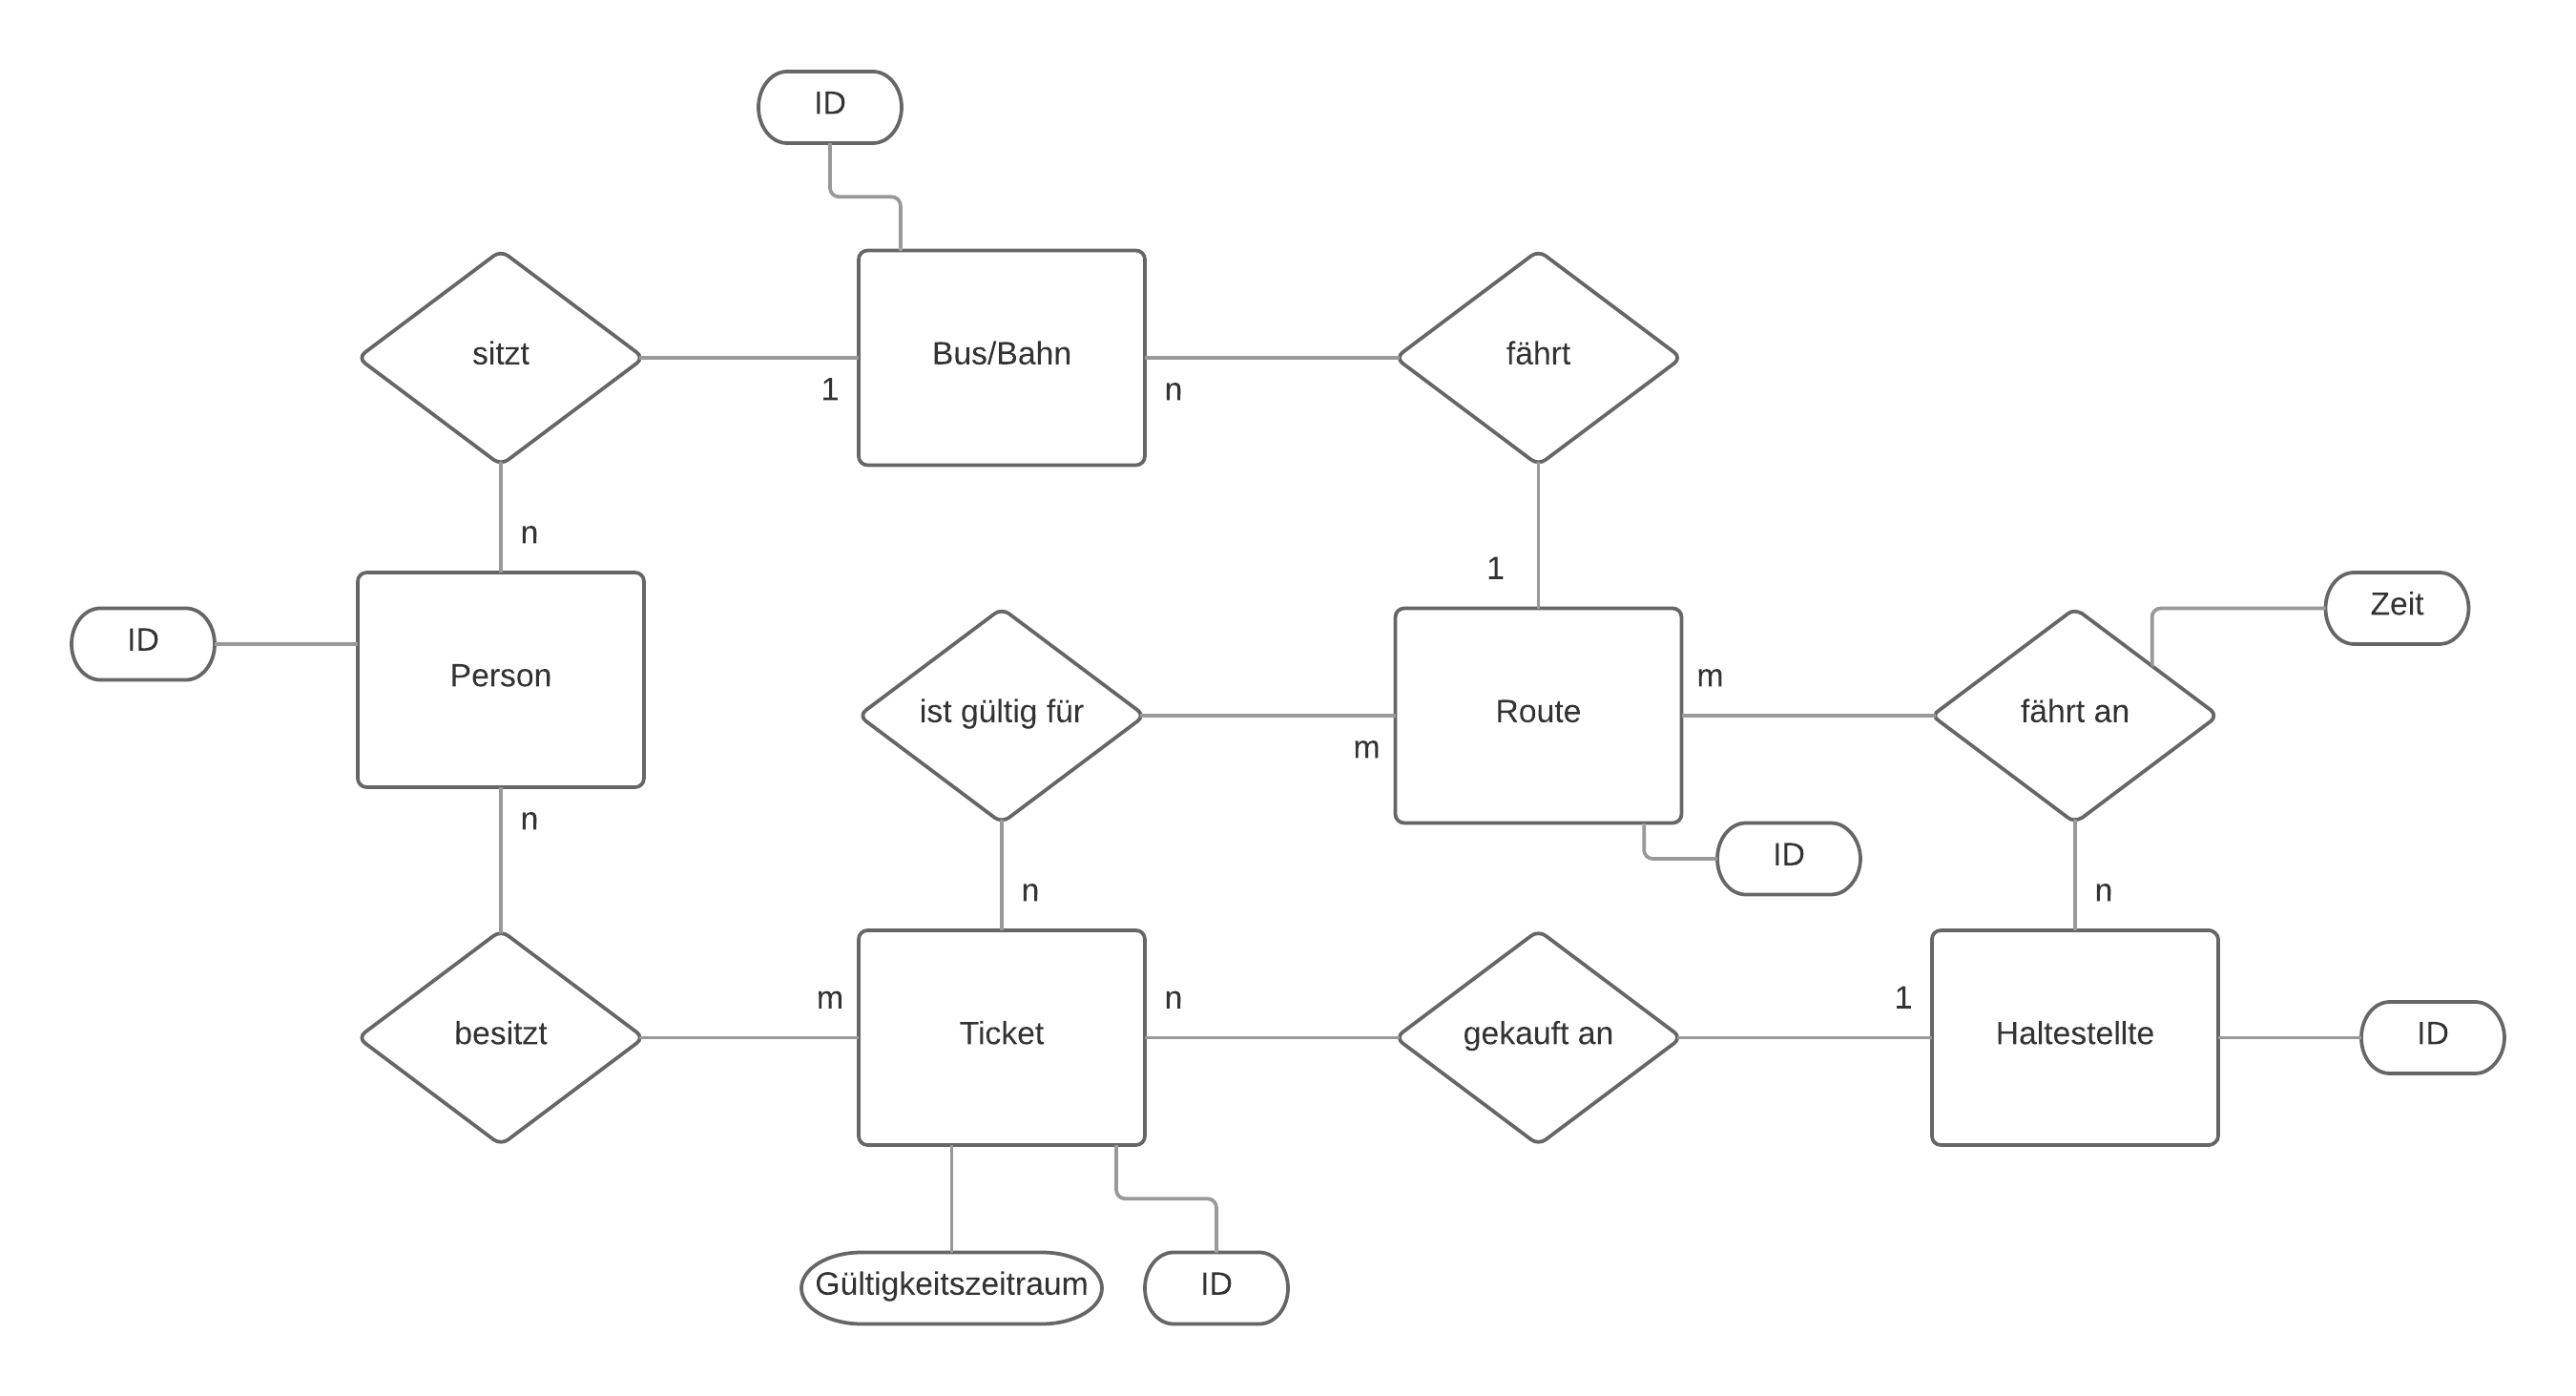 ID
sitzt
Bus/Bahn
fährt
1
n
n
1
Zeit
ID
Person
m
ist gültig für
Route
fährt an
m
n
ID
n
n
m
n
1
besitzt
Ticket
gekauft an
Haltestellte
ID
Gültigkeitszeitraum
ID